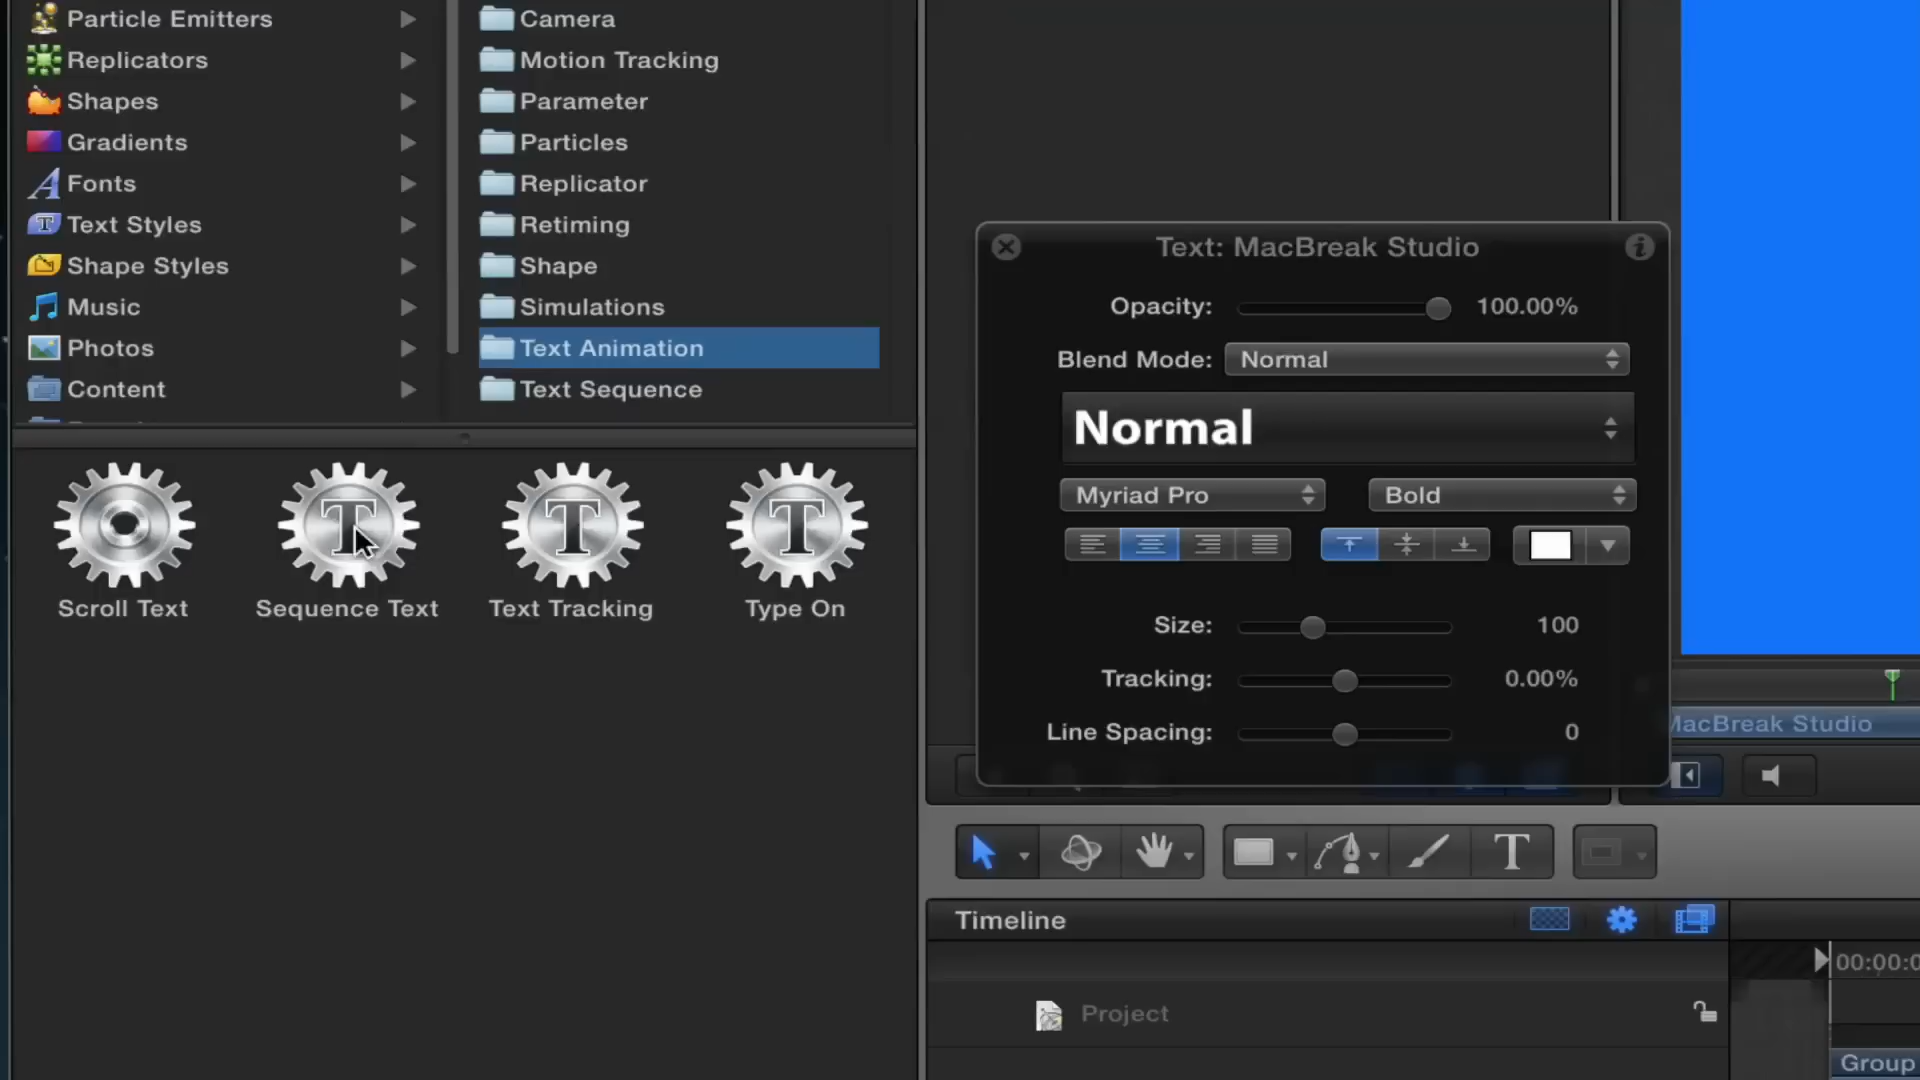 Particle Emitters
Replicators
Shapes
Gradients
Fonts
Text Styles
Shape Styles
Music
Photos
Content
Camera
Motion Tracking
Parameter
Particles
Replicator
Retiming
Shape
Simulations
Text Animation
Text Sequence
Scroll Text
Sequence Text
Text Tracking
Type On
Text: MacBreak Studio
Opacity: 100.00%
Blend Mode: Normal
Normal
Myriad Pro Bold
Size: 100
Tracking: 0.00%
Line Spacing: 0
MacBreak Studio
Timeline
00:00:0
Project
Group